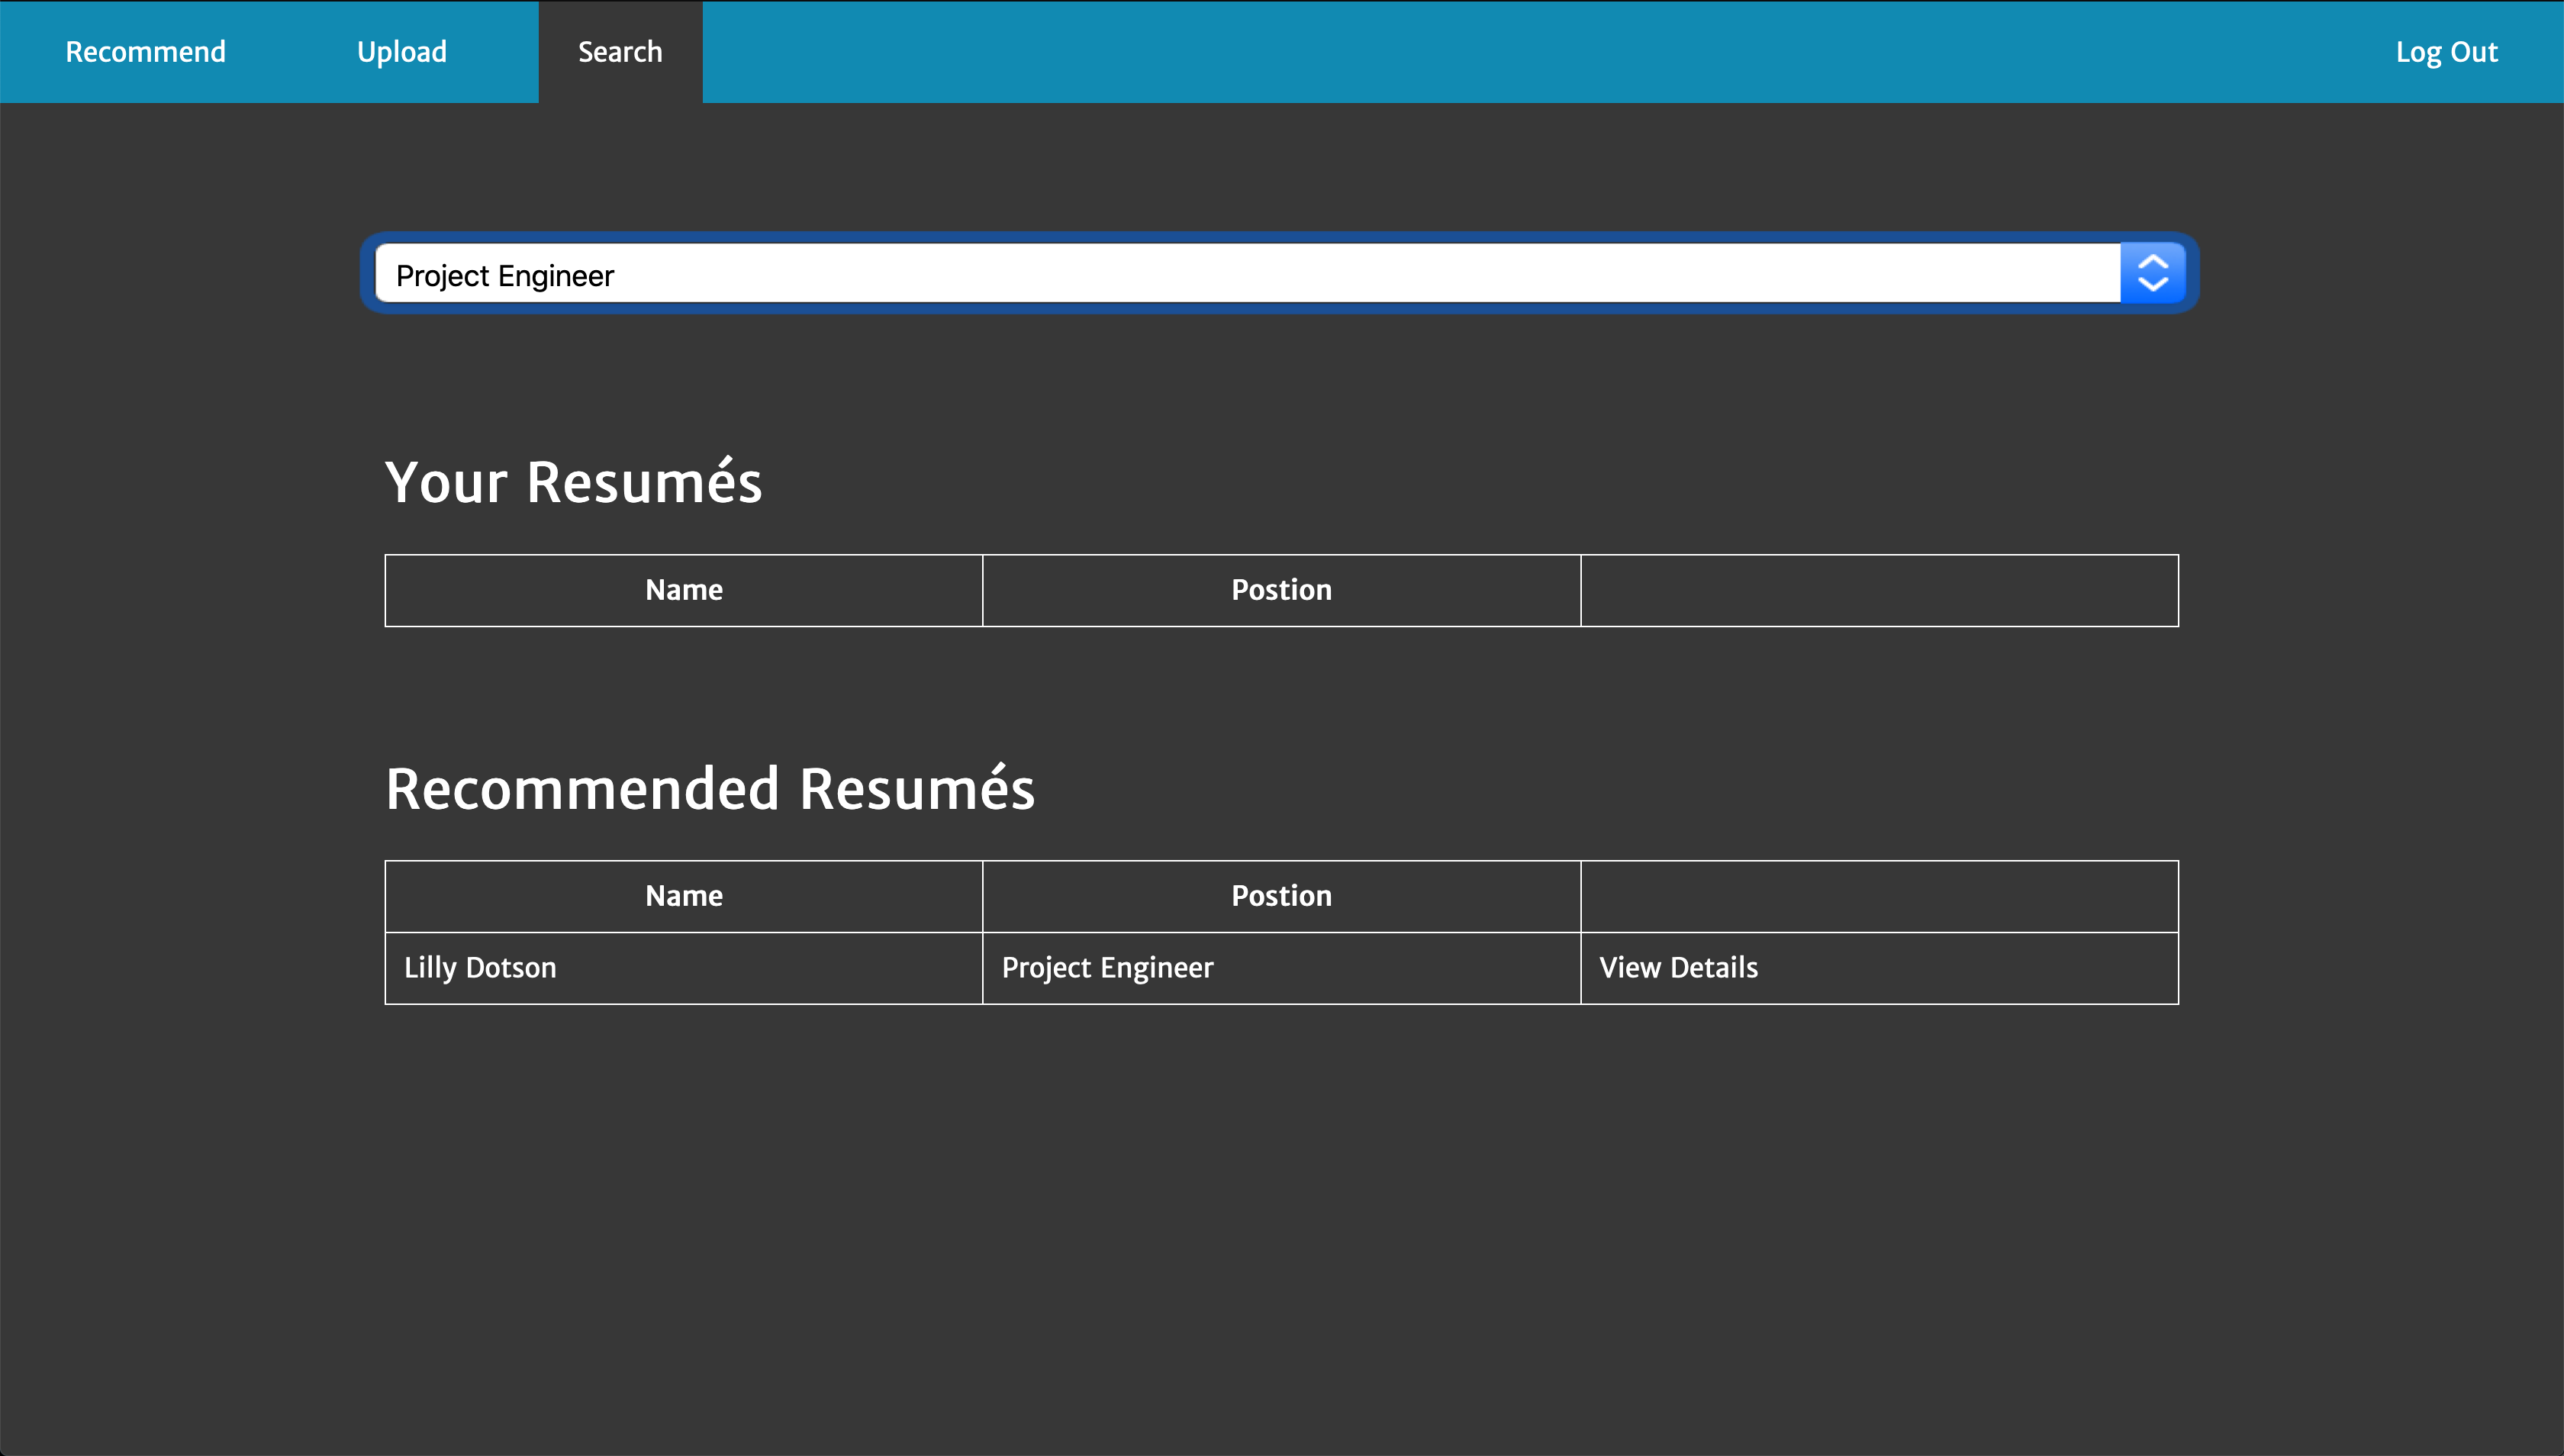 Recommend Upload Search Log Out
Project Engineer
Your Resumés
Name Postion
Recommended Resumés
Name Postion
Lilly Dotson Project Engineer View Details